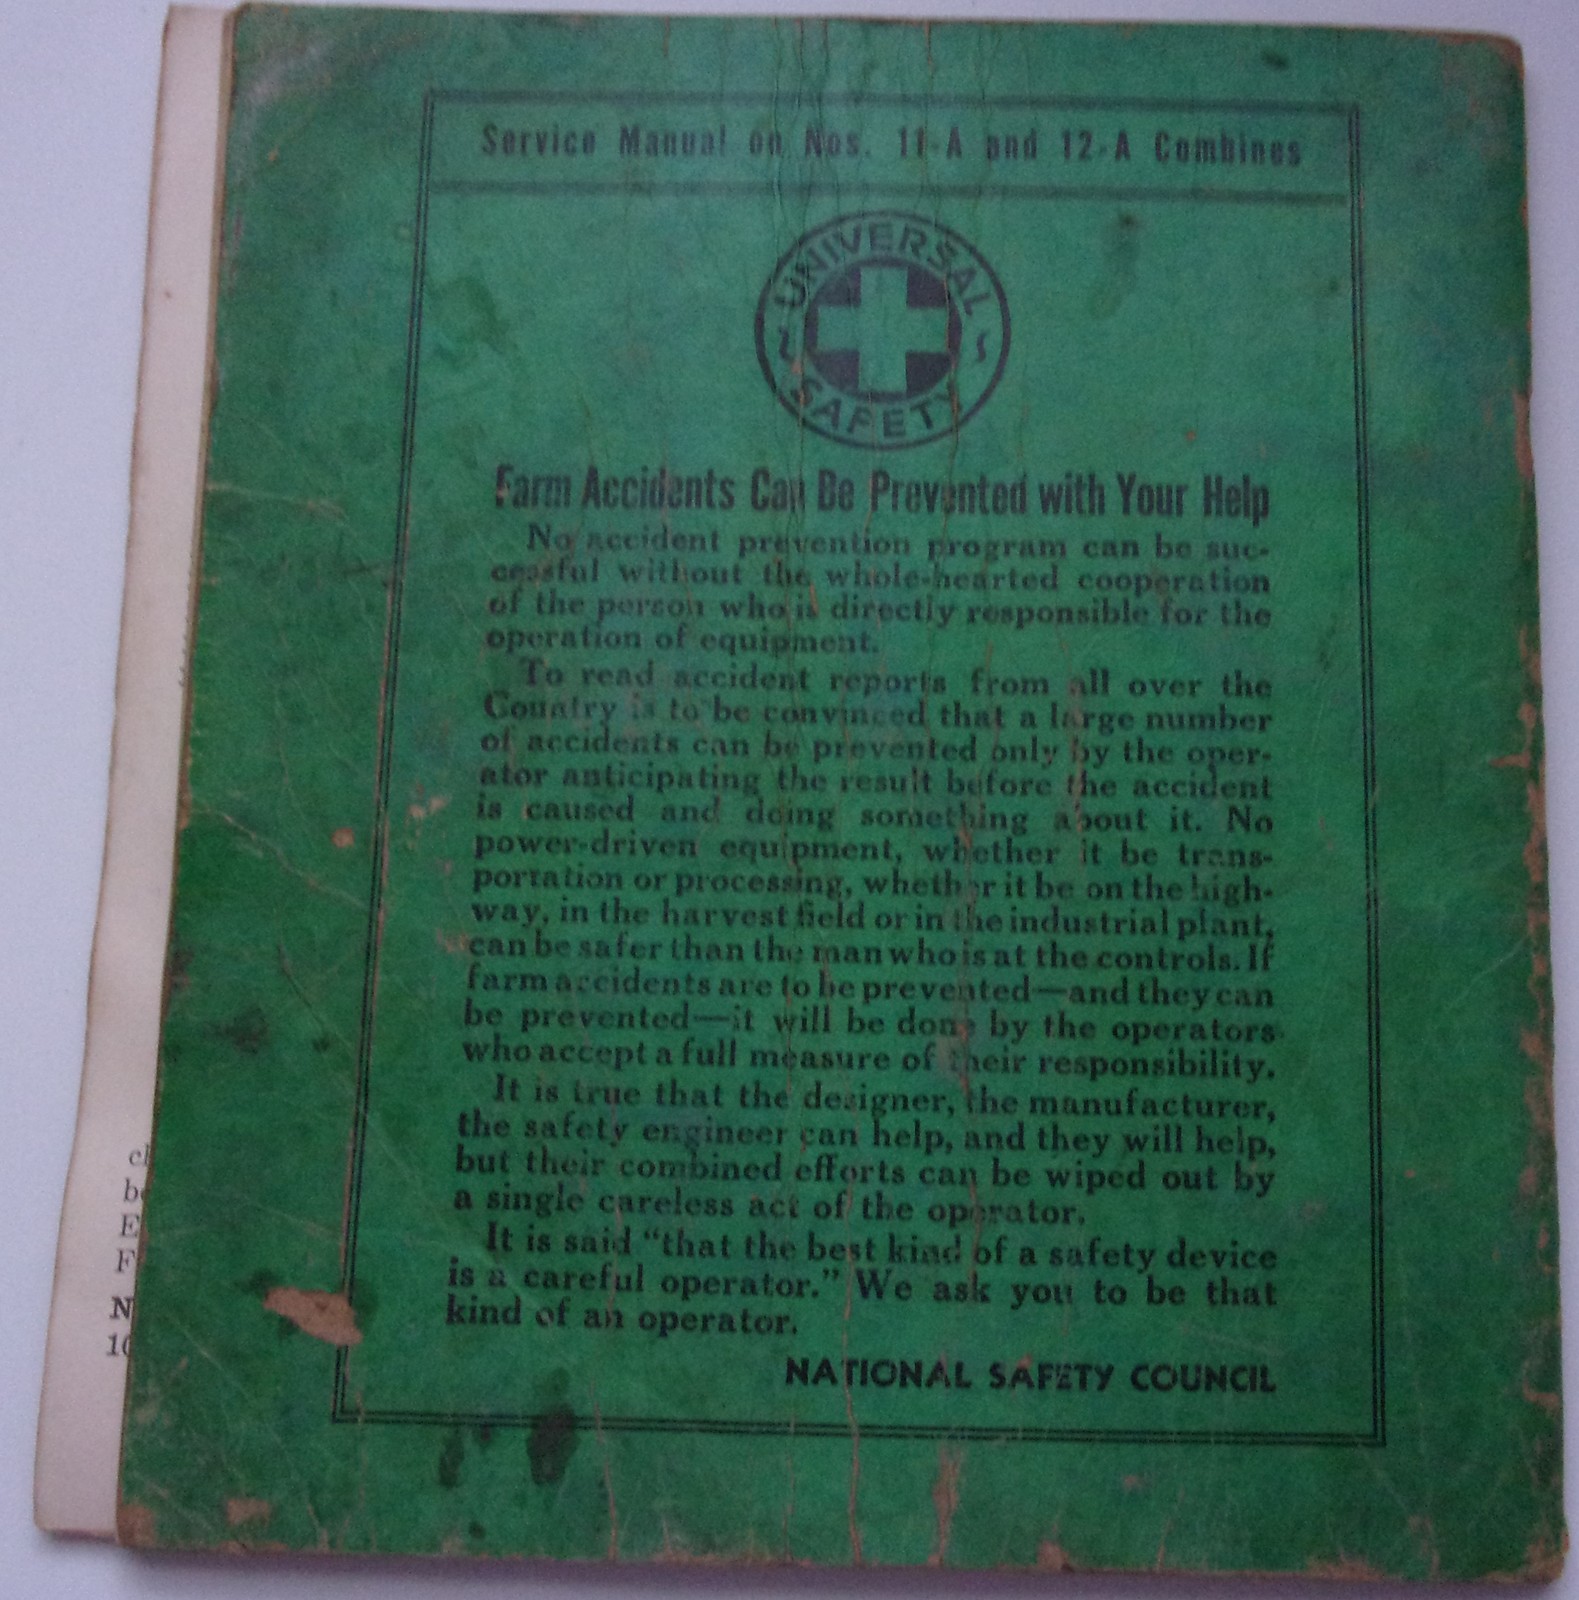 Service Manual on Nos. 11-A and 12-A Combines
UNIVERSAL
SAFETY
Farm Accidents Can Be Prevented with Your Help
No accident prevention program can be suc-
cessful without the whole-hearted cooperation
of the person who is directly responsible for the
operation of equipment.
To read accident reports from all over the
Country is to be convinced that a large number
of accidents can be prevented only by the oper-
ator anticipating the result before the accident
is caused and doing something about it. No
power-driven equipment, whether it be trans-
portation or processing, whether it be on the high-
way, in the harvest field or in the industrial plant,
can be safer than the man who is at the controls. If
farm accidents are to be prevented—and they can
be prevented—it will be done by the operators
who accept a full measure of their responsibility.
It is true that the designer, the manufacturer,
the safety engineer can help, and they will help,
but their combined efforts can be wiped out by
a single careless act of the operator.
It is said "that the best kind of a safety device
is a careful operator." We ask you to be that
kind of an operator.
NATIONAL SAFETY COUNCIL